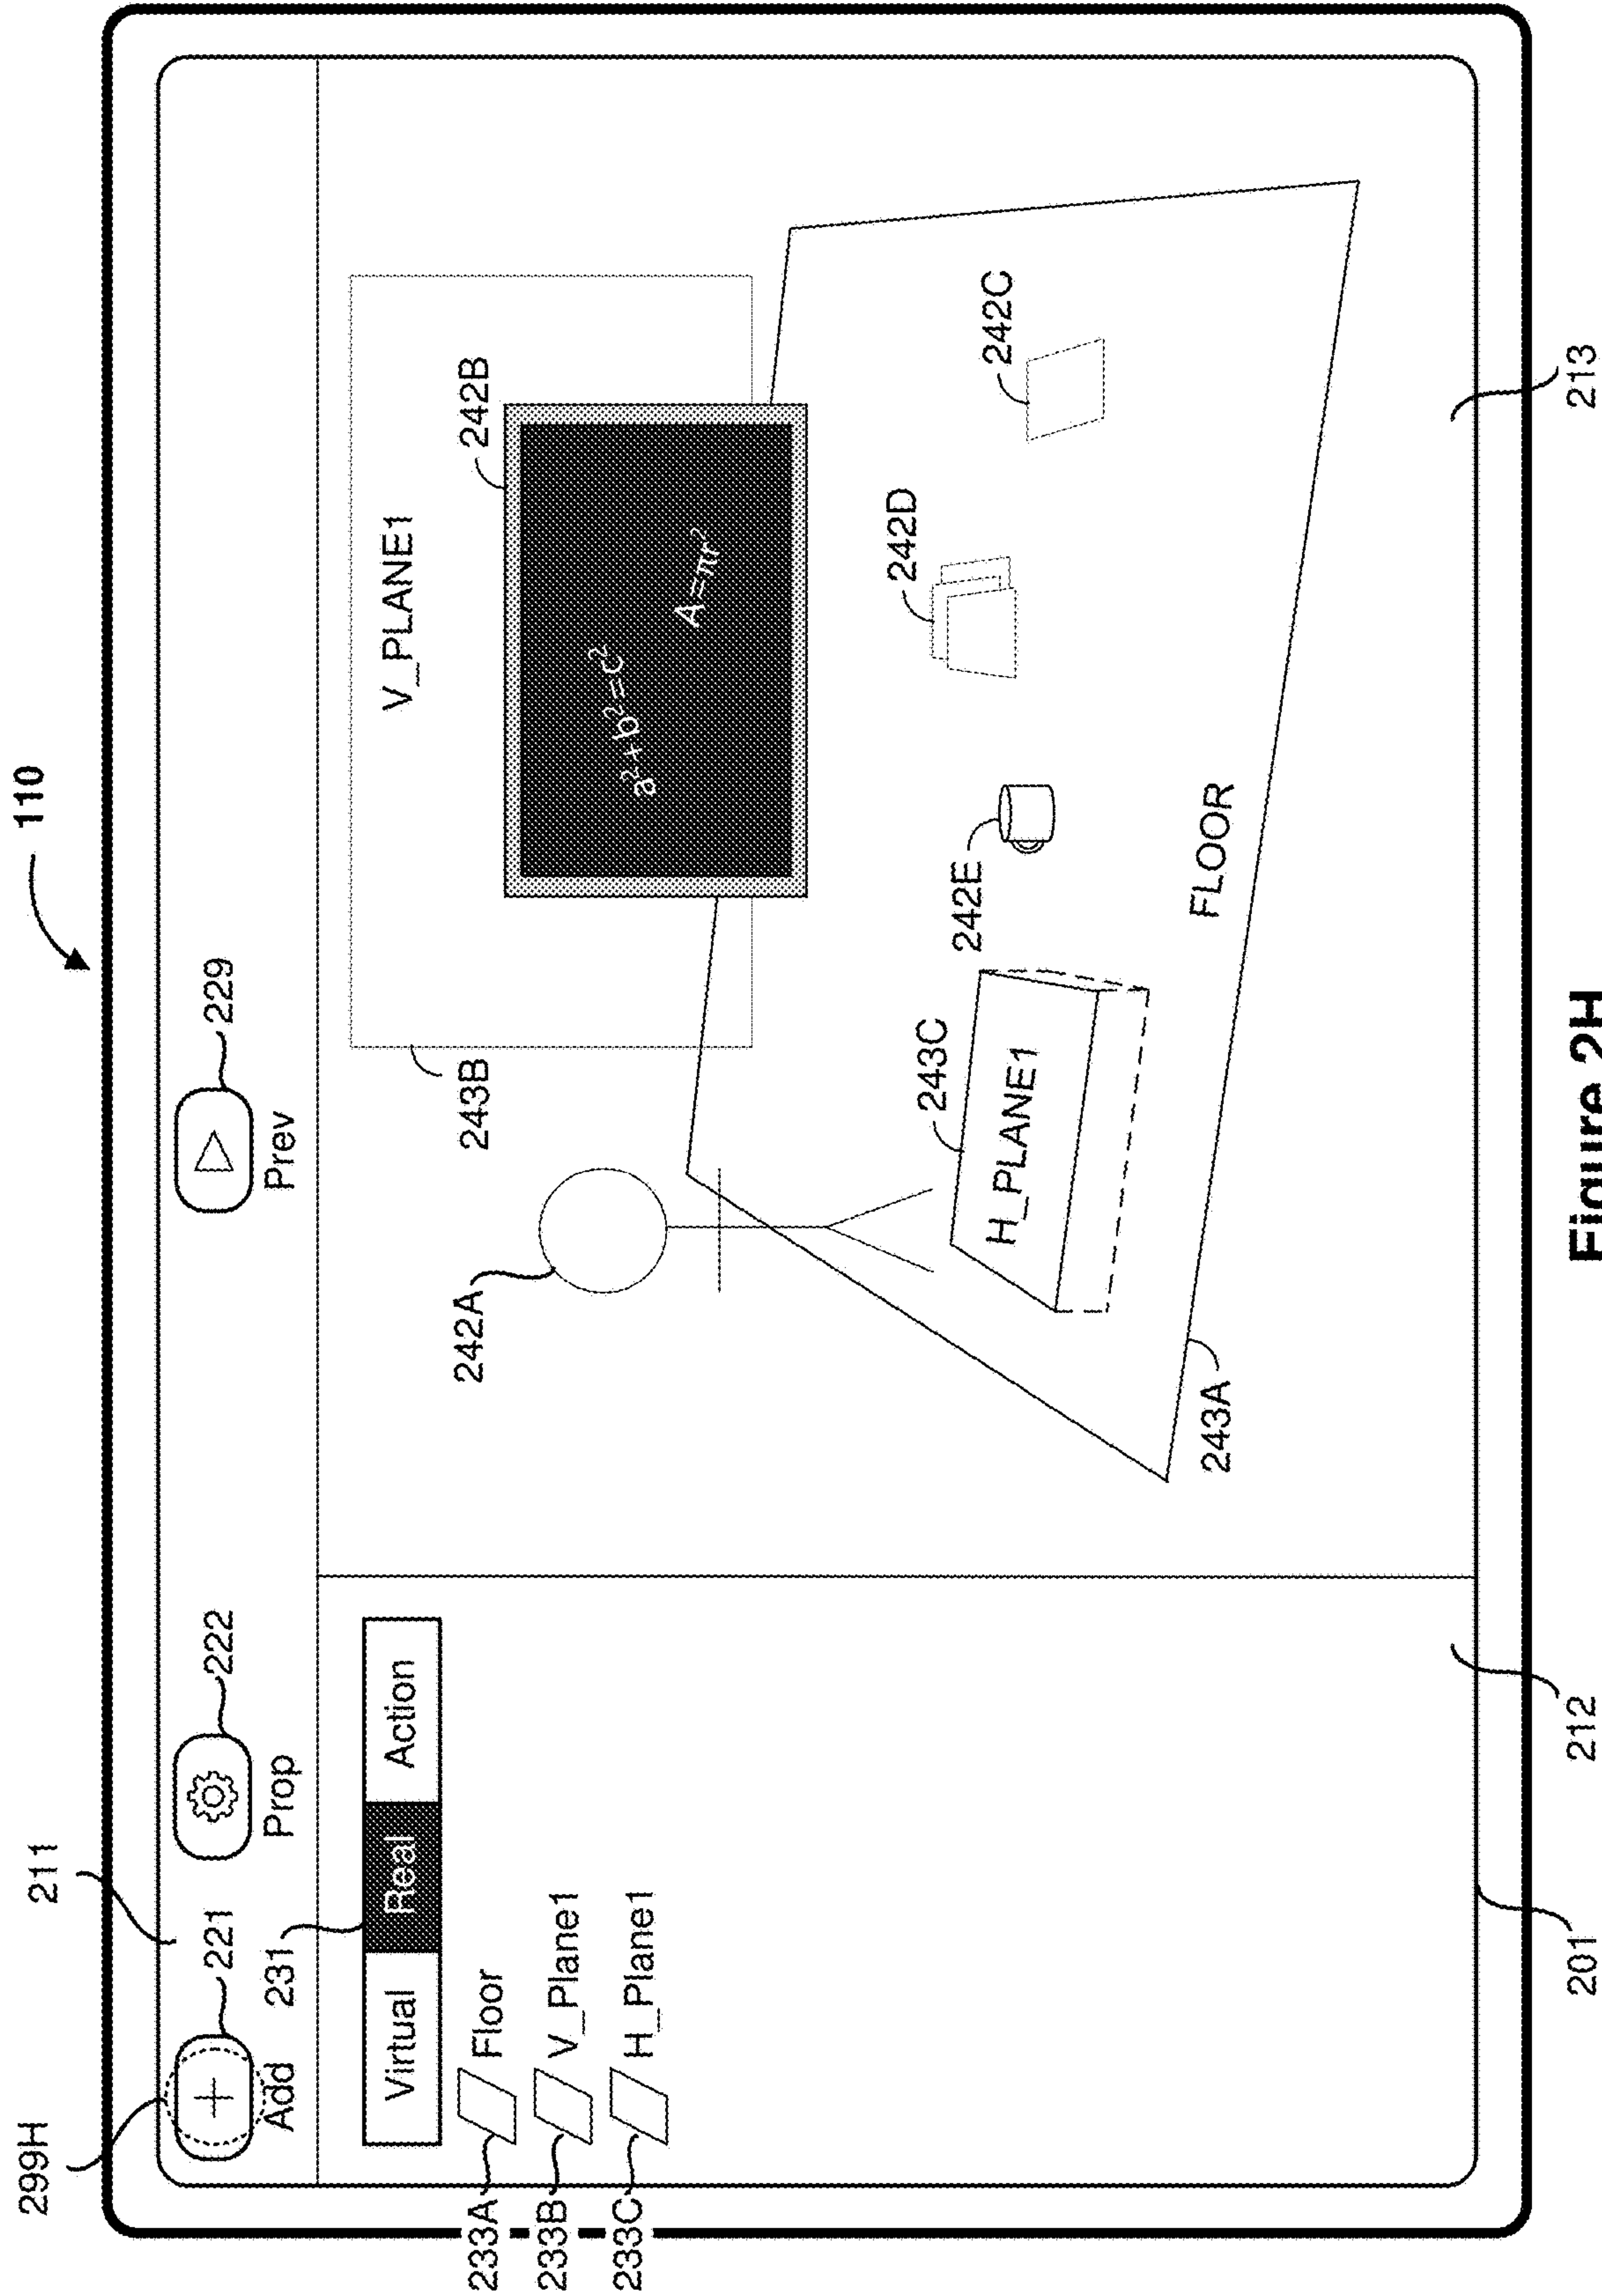 110
299H
211
221
222
229
Add
Prop
Prev
231
Virtual
Real
Action
233A
Floor
233B
V_Plane1
233C
H_Plane1
243B
V_PLANE1
242B
a²+b²=c²
A=πr²
242A
242D
242C
242E
243C
H_PLANE1
FLOOR
243A
201
212
213
Figure 2H